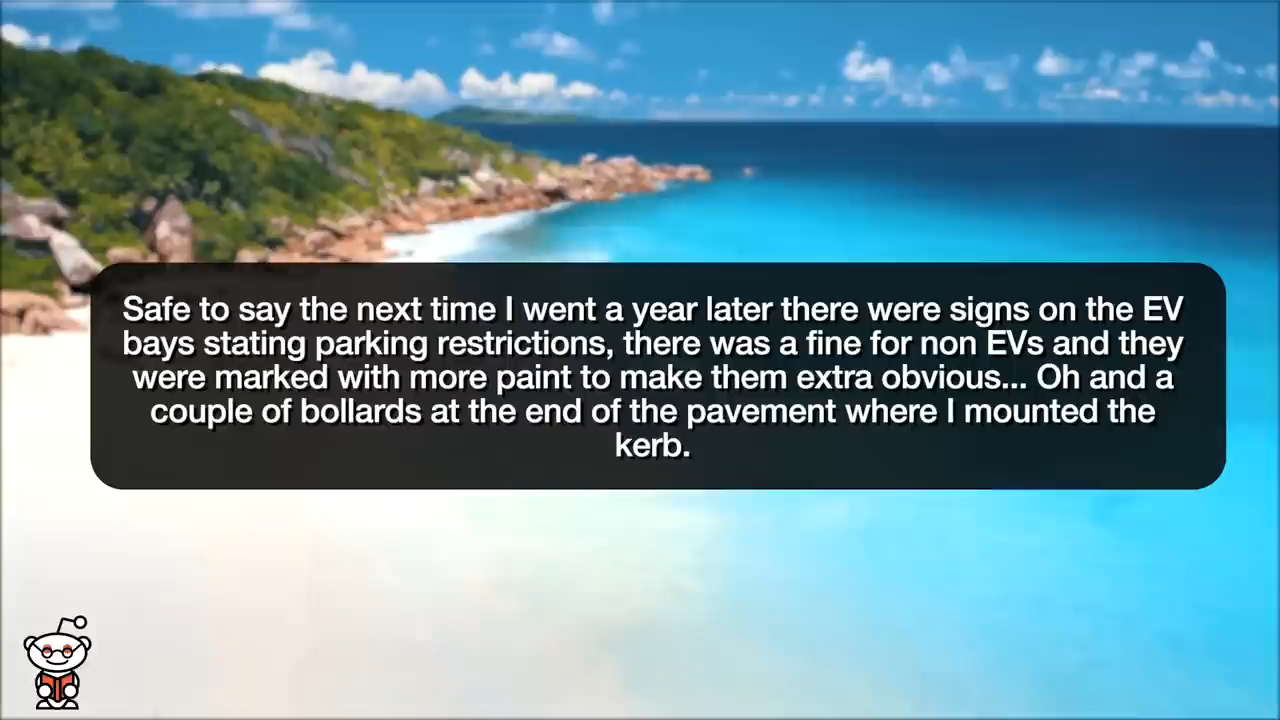 Safe to say the next time I went a year later there were signs on the EV
bays stating parking restrictions, there was a fine for non EVs and they
were marked with more paint to make them extra obvious... Oh and a
couple of bollards at the end of the pavement where I mounted the
kerb.